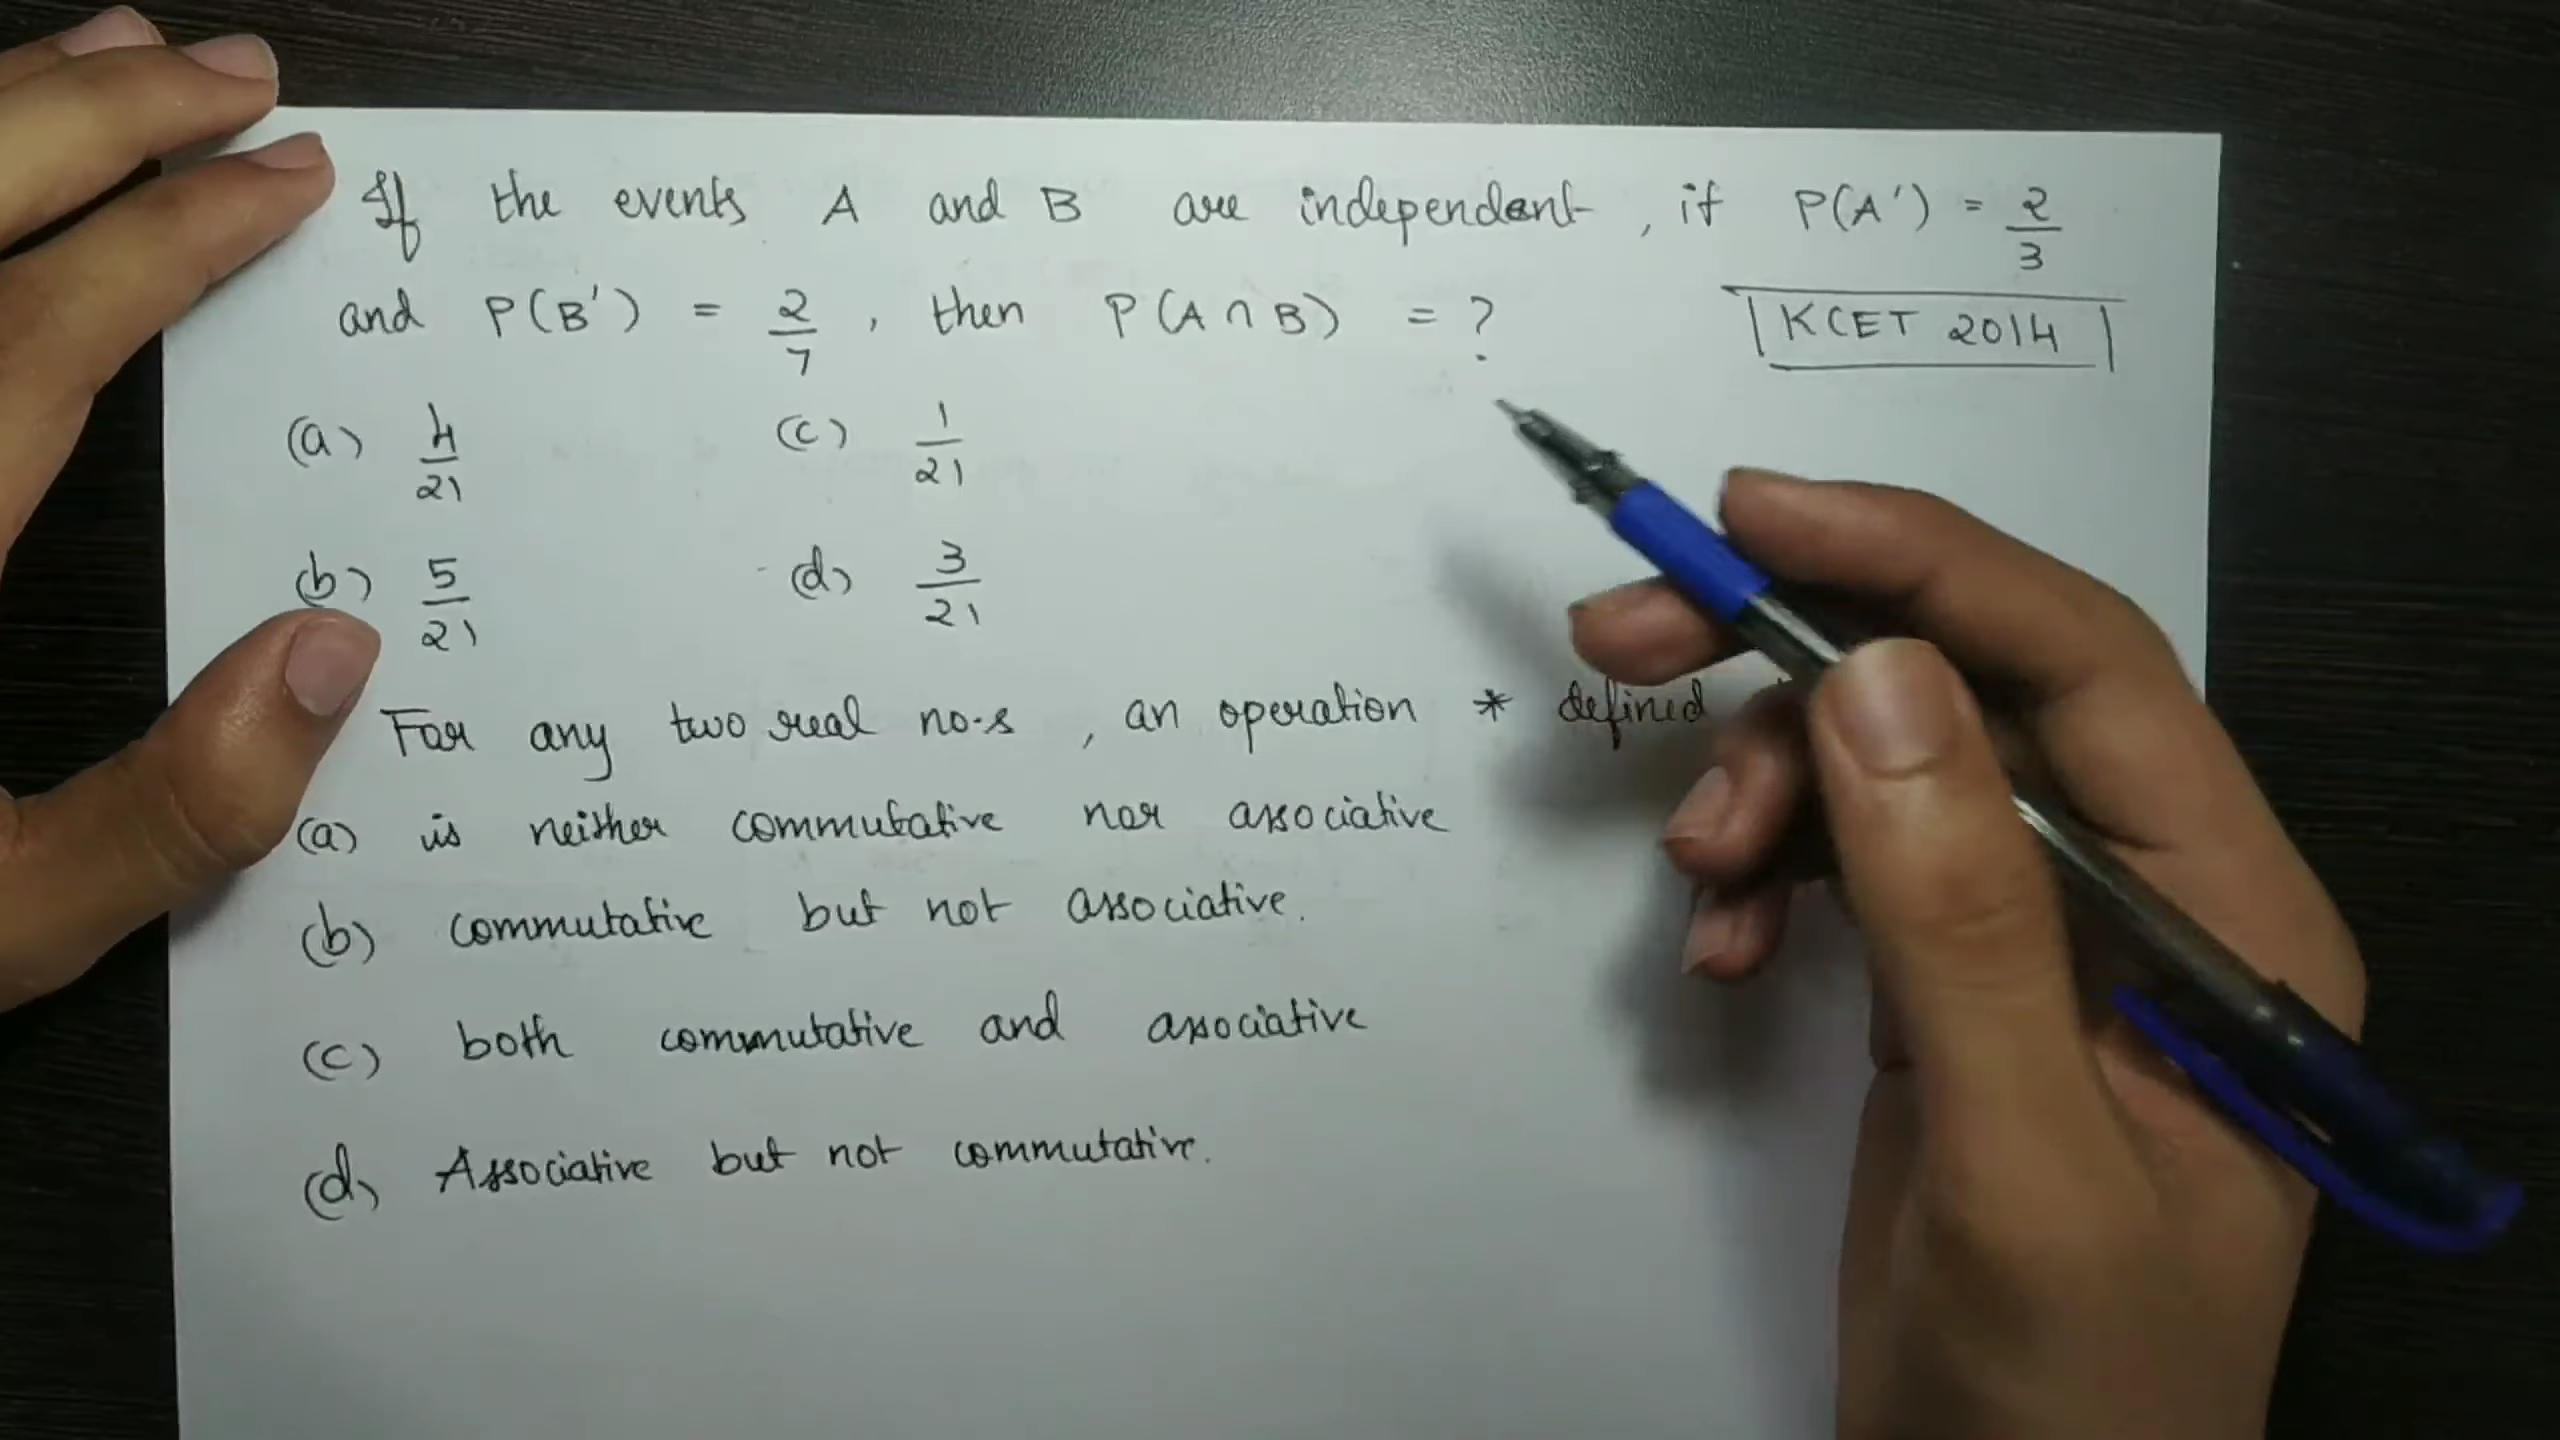 If the events A and B are independent, if P(A') = 2/3
and P(B') = 2/7, then P(A ∩ B) = ?
KCET 2014
(a) 4/21 (c) 1/21
(b) 5/21 (d) 3/21
For any two real no.s, an operation * defined
(a) is neither commutative nor associative
(b) commutative but not associative.
(c) both commutative and associative
(d) Associative but not commutative.